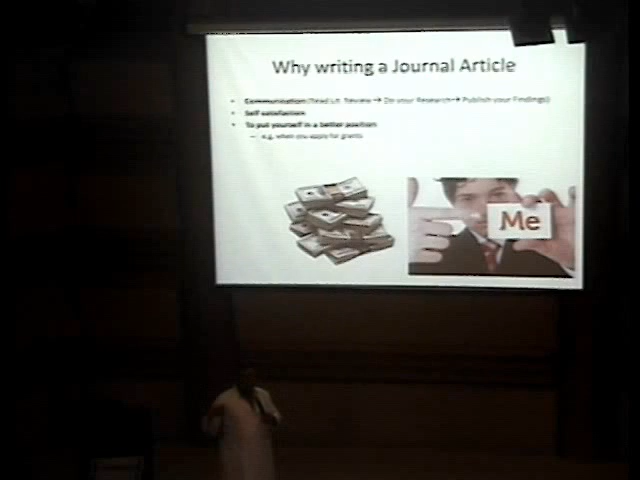 Why writing a Journal Article
• Communication (Read Lit. Review → Do your Research → Publish your Findings)
• Self satisfaction
• To put yourself in a better position
– e.g. when you apply for grants
Me